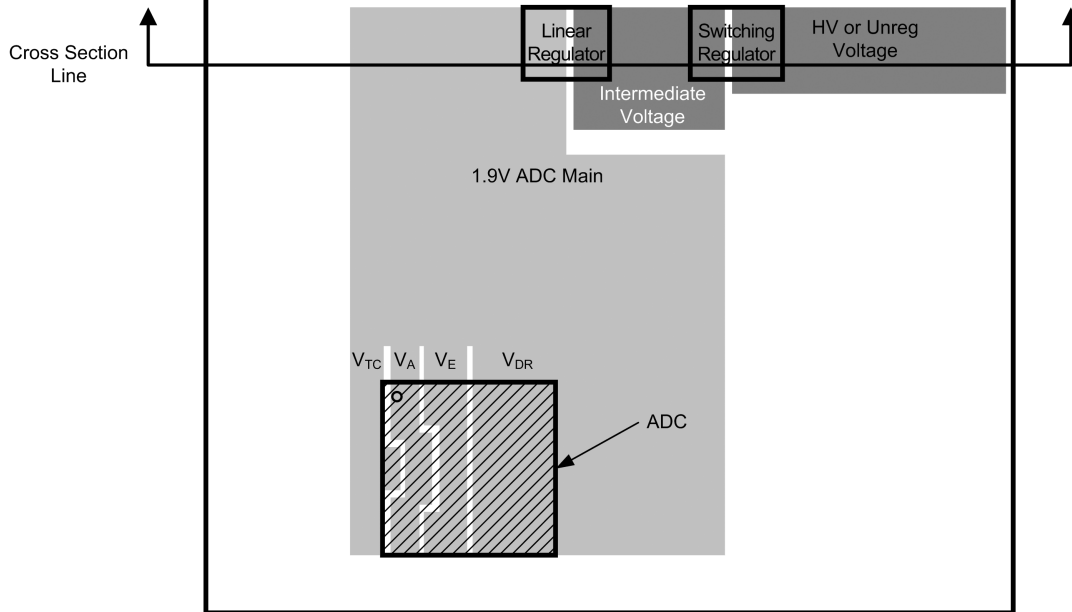 Cross Section
Line
Linear
Regulator
Switching
Regulator
HV or Unreg
Voltage
Intermediate
Voltage
1.9V ADC Main
VTC VA VE VDR
ADC